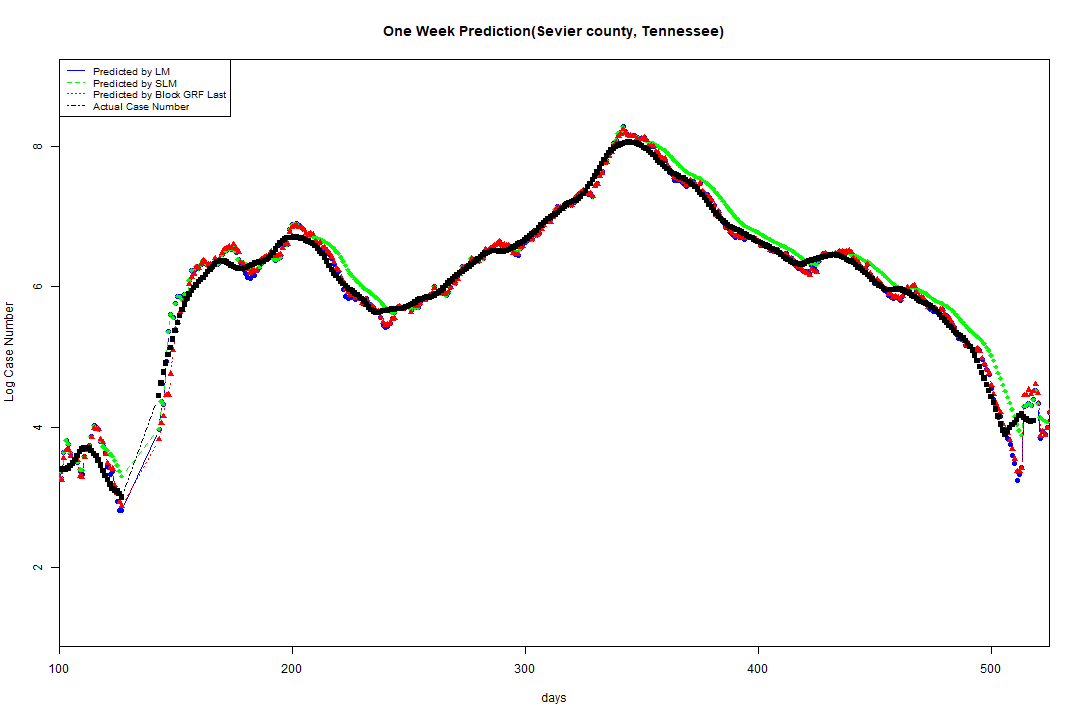 One Week Prediction(Sevier county, Tennessee)
Predicted by LM
Predicted by SLM
Predicted by Block GRF Last
Actual Case Number
Log Case Number
8
6
4
2
100 200 300 400 500
days